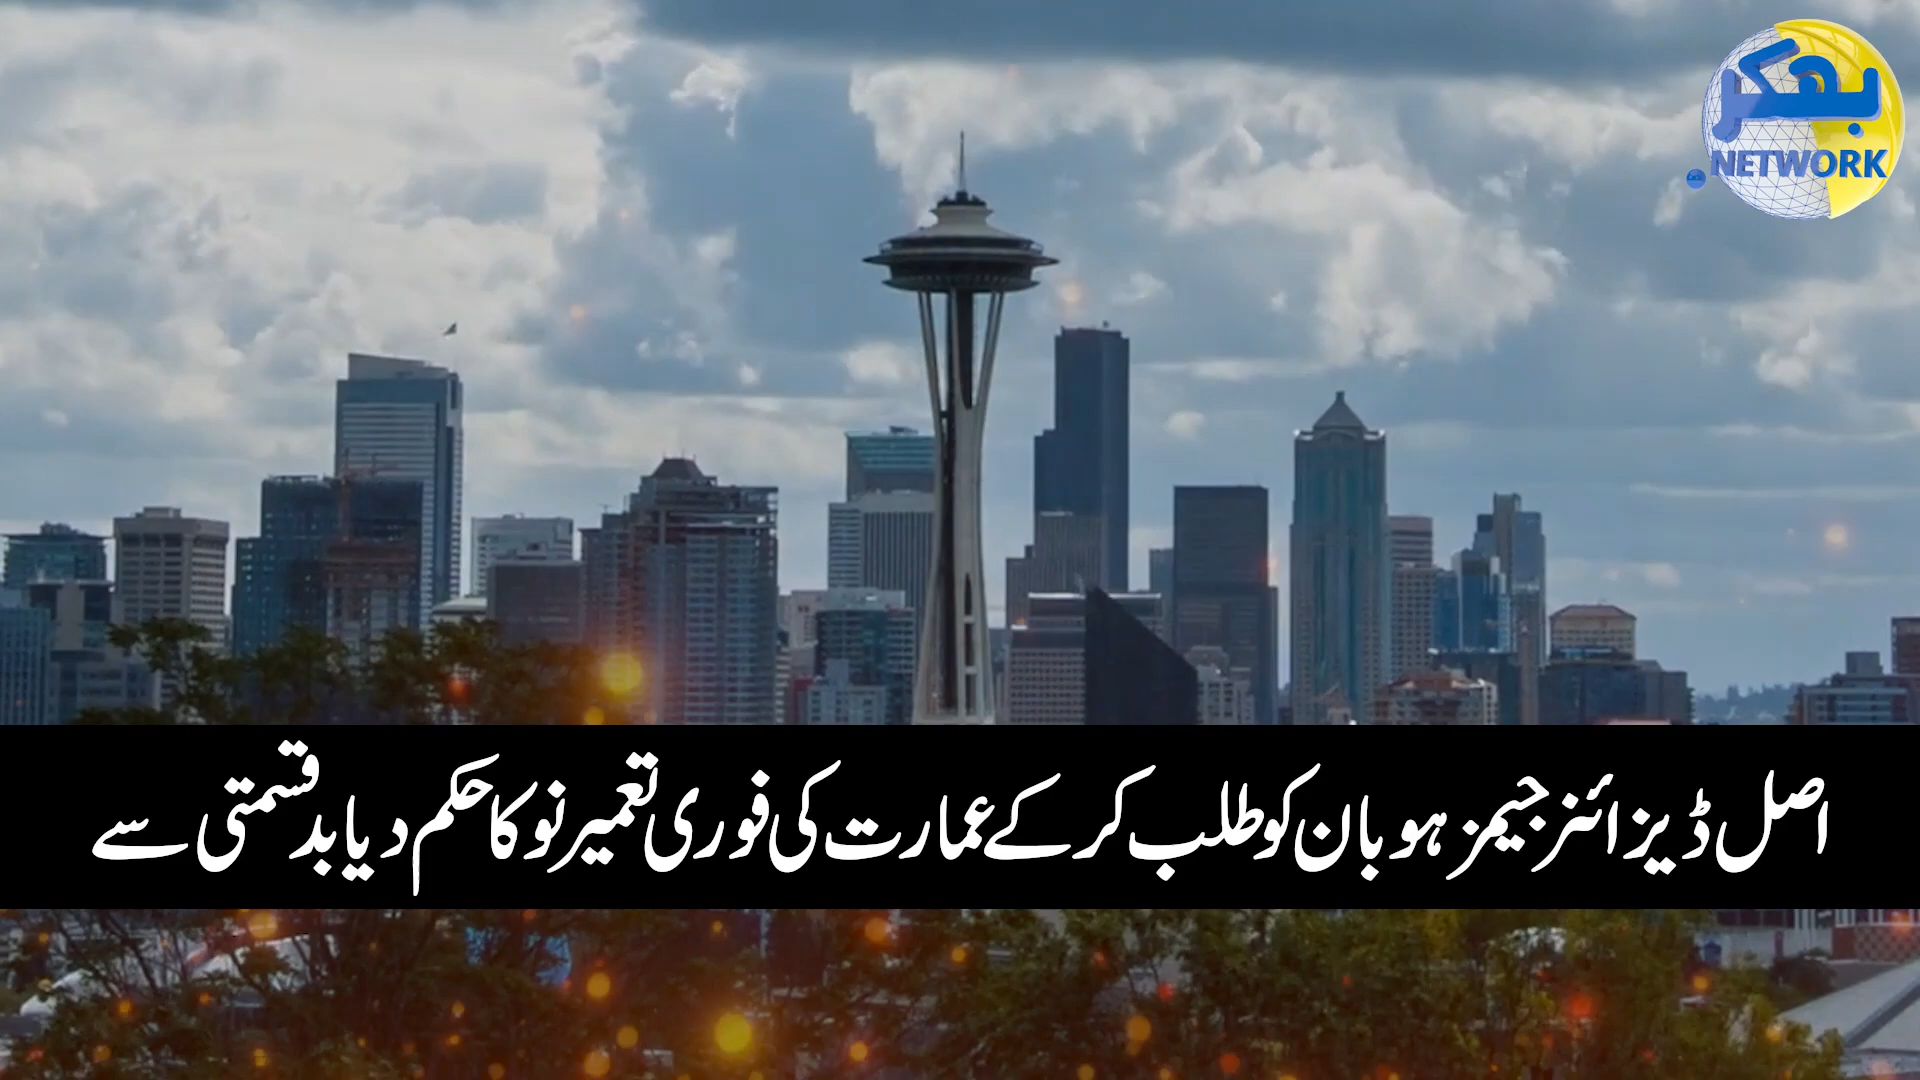 بھکر
NETWORK
اصل ڈیزائنر جیمز ہوبان کو طلب کر کے عمارت کی فوری تعمیر نو کا حکم دیا بد قسمتی سے